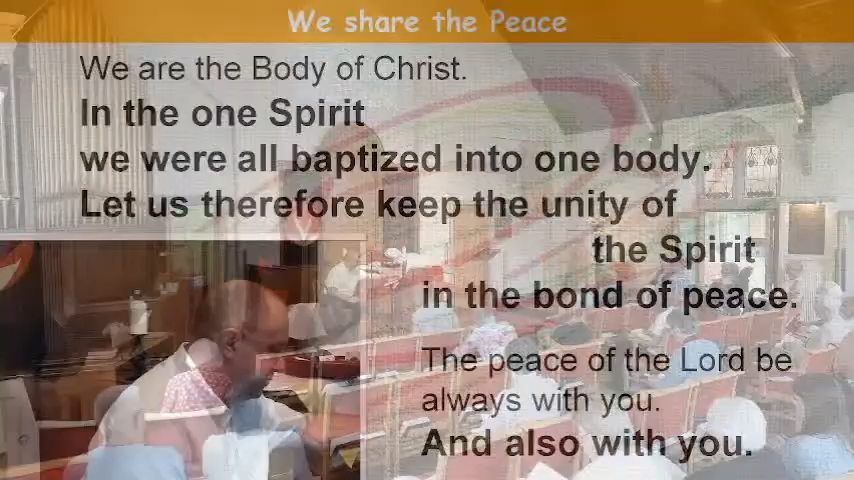 We share the Peace
We are the Body of Christ.
In the one Spirit
we were all baptized into one body.
Let us therefore keep the unity of
the Spirit
in the bond of peace.
The peace of the Lord be
always with you.
And also with you.